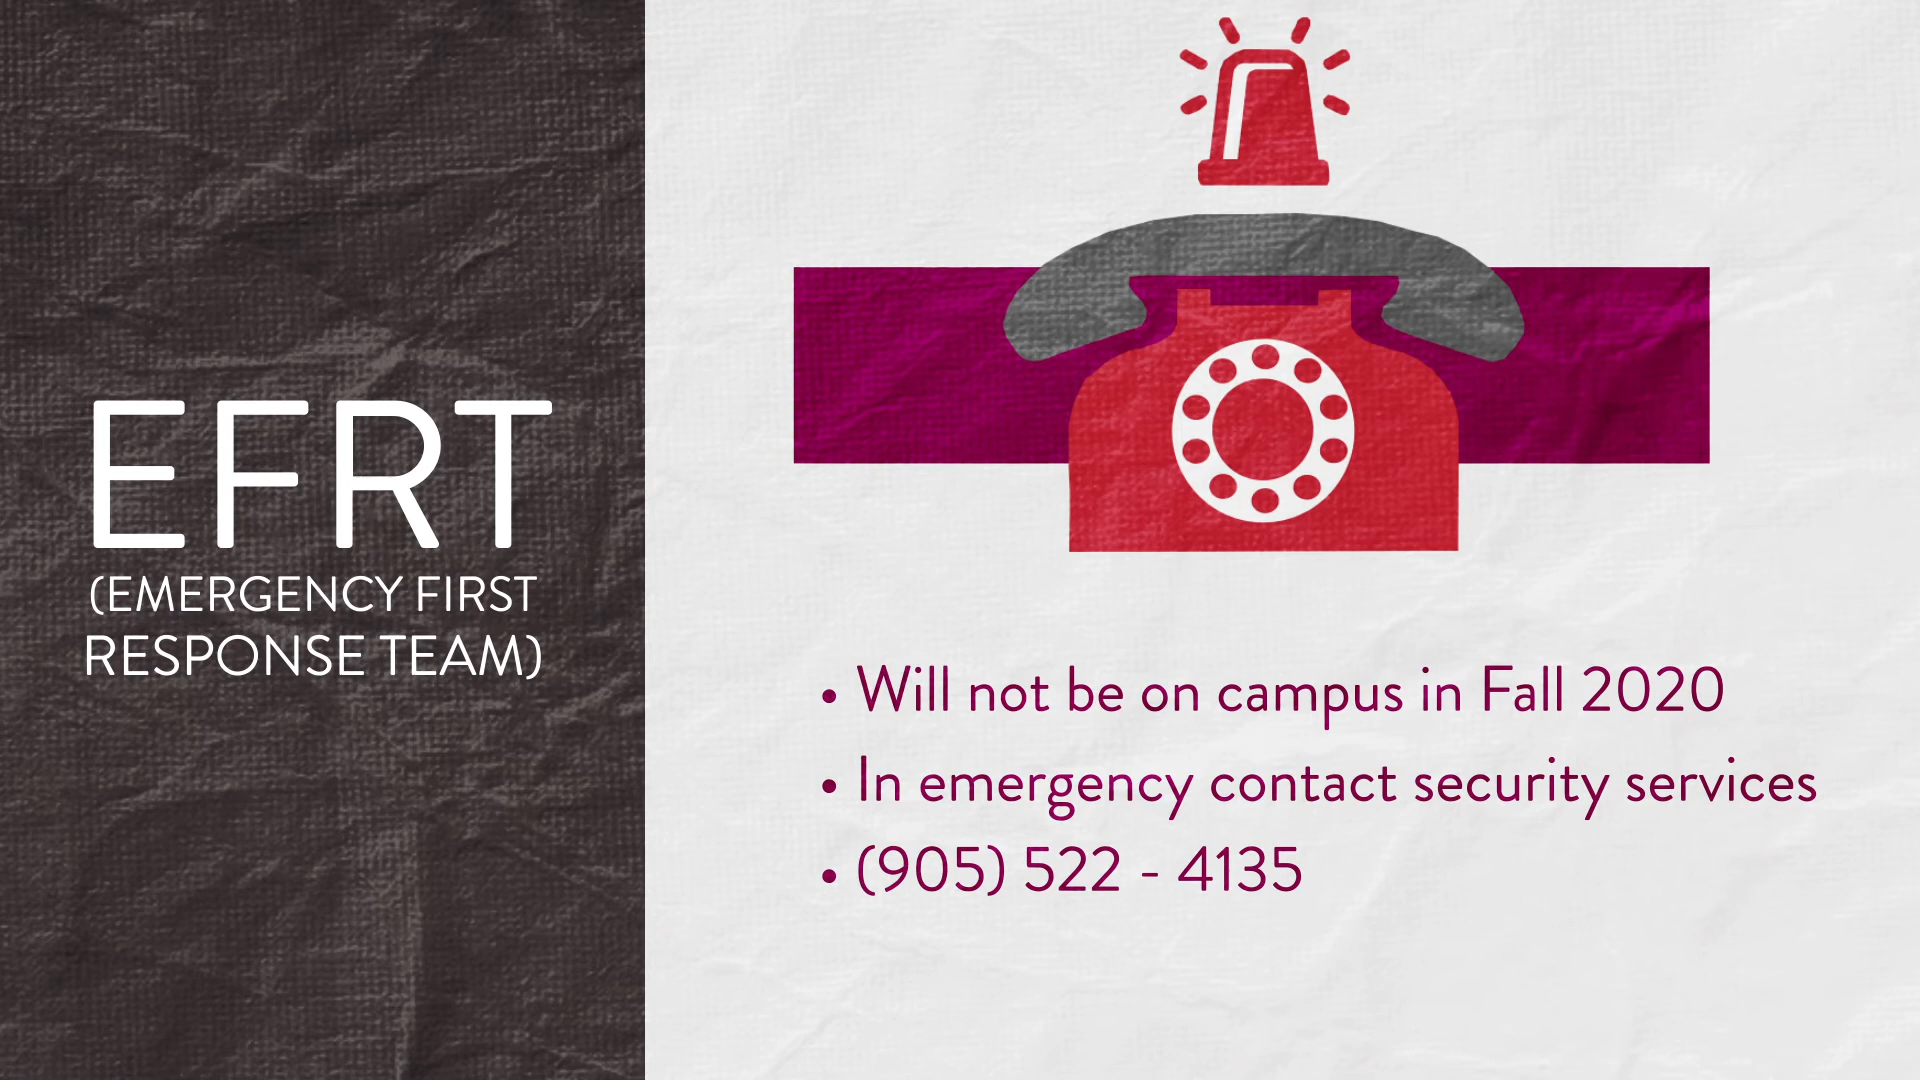 EFRT
(EMERGENCY FIRST
RESPONSE TEAM)
• Will not be on campus in Fall 2020
• In emergency contact security services
• (905) 522 - 4135